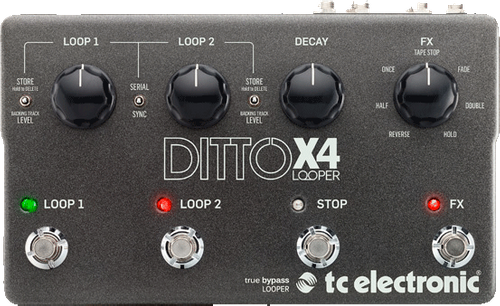 LOOP 1
LOOP 2
DECAY
FX
TAPE STOP
STORE
Hold to DELETE
BACKING TRACK
LEVEL
SERIAL
SYNC
STORE
Hold to DELETE
BACKING TRACK
LEVEL
ONCE
FADE
HALF
DOUBLE
REVERSE
HOLD
DITTO X4
LOOPER
LOOP 1
LOOP 2
STOP
FX
true bypass
LOOPER
tc electronic